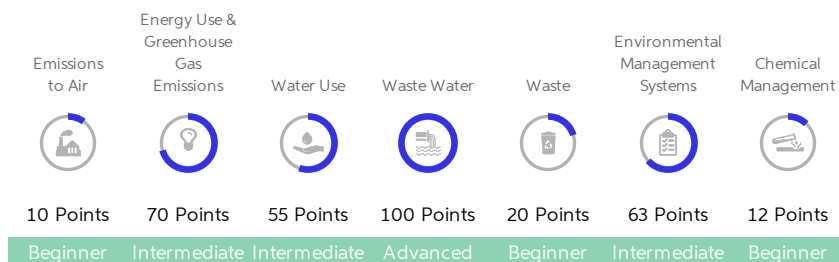 Emissions
to Air
Energy Use &
Greenhouse
Gas
Emissions
Water Use
Waste Water
Waste
Environmental
Management
Systems
Chemical
Management
10 Points
70 Points
55 Points
100 Points
20 Points
63 Points
12 Points
Beginner
Intermediate
Intermediate
Advanced
Beginner
Intermediate
Beginner